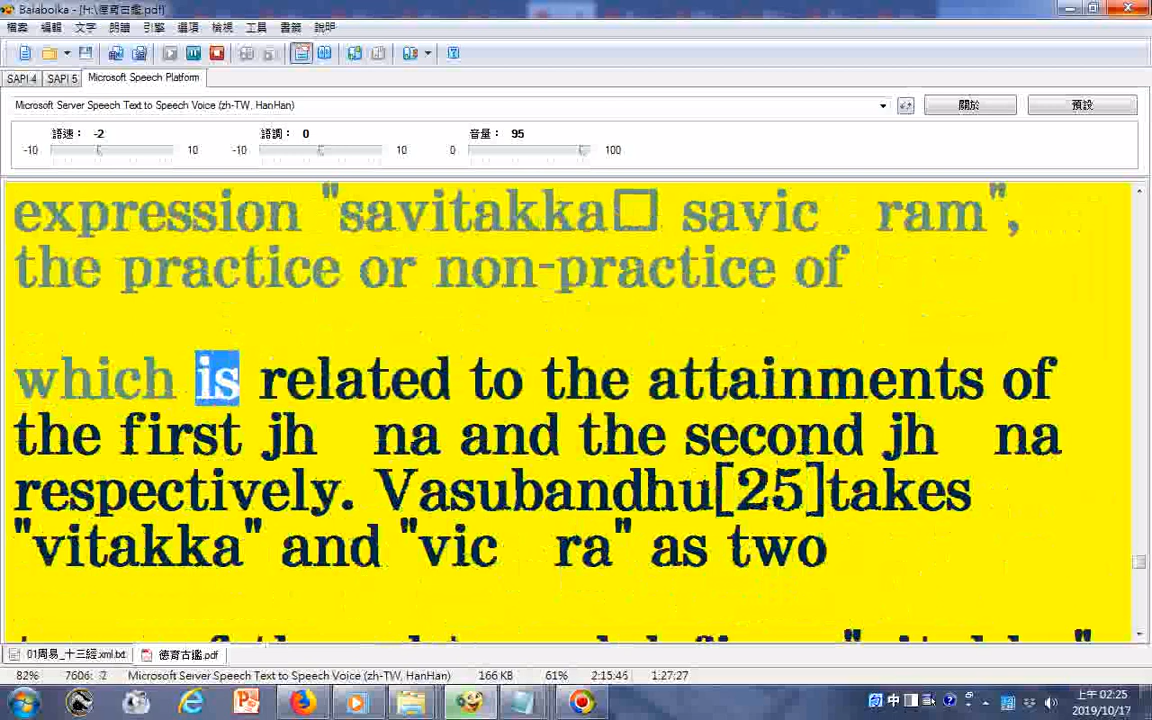 Balabolka - [H:\德育古鑑.pdf]
檔案 編輯 文字 朗讀 引擎 選項 檢視 工具 書籤 說明
SAPI 4 SAPI 5 Microsoft Speech Platform
Microsoft Server Speech Text to Speech Voice (zh-TW, HanHan) 關於 預設
語速： -2 語調： 0 音量： 95
-10 10 -10 10 0 100
expression "savitakka□ savic ram",
the practice or non-practice of
which is related to the attainments of
the first jh na and the second jh na
respectively. Vasubandhu[25]takes
"vitakka" and "vic ra" as two
01周易_十三經.xml.txt 德育古鑑.pdf
82% 7606: 2 Microsoft Server Speech Text to Speech Voice (zh-TW, HanHan) 166 KB 61% 2:15:46 1:27:27
中 上午 02:25
2019/10/17